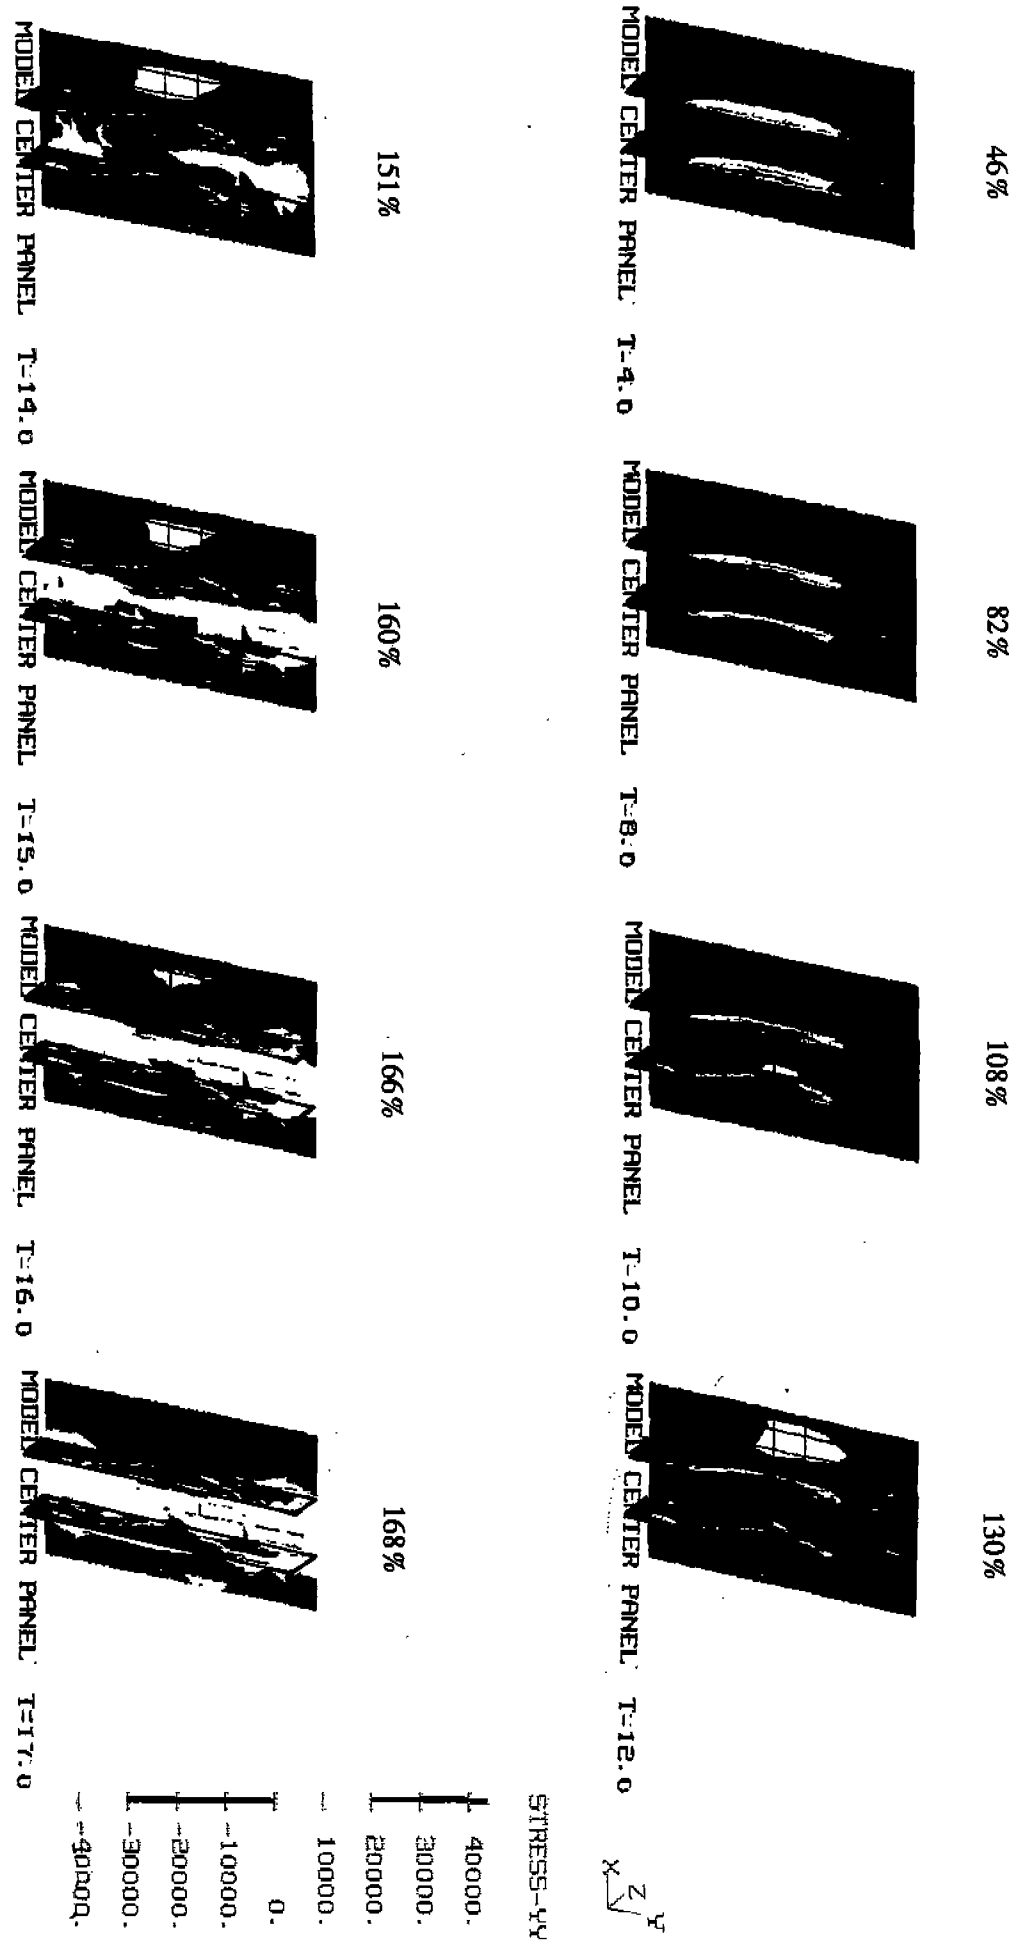 46%
82%
108%
130%
MODEL CENTER PANEL T=4.0
MODEL CENTER PANEL T=8.0
MODEL CENTER PANEL T=10.0
MODEL CENTER PANEL T=12.0
151%
160%
166%
168%
MODEL CENTER PANEL T=14.0
MODEL CENTER PANEL T=15.0
MODEL CENTER PANEL T=16.0
MODEL CENTER PANEL T=17.0
Y
Z
X
STRESS-YY
40000.
30000.
20000.
10000.
0.
-10000.
-20000.
-30000.
-40000.